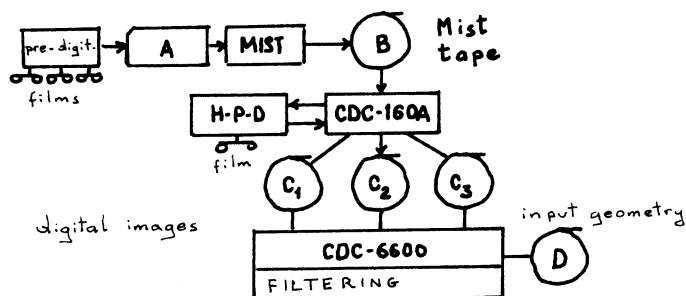 pre-digit.
A
MIST
B
Mist
tape
films
H-P-D
CDC-160A
film
C1
C2
C3
digital images
input geometry
CDC-6600
D
FILTERING